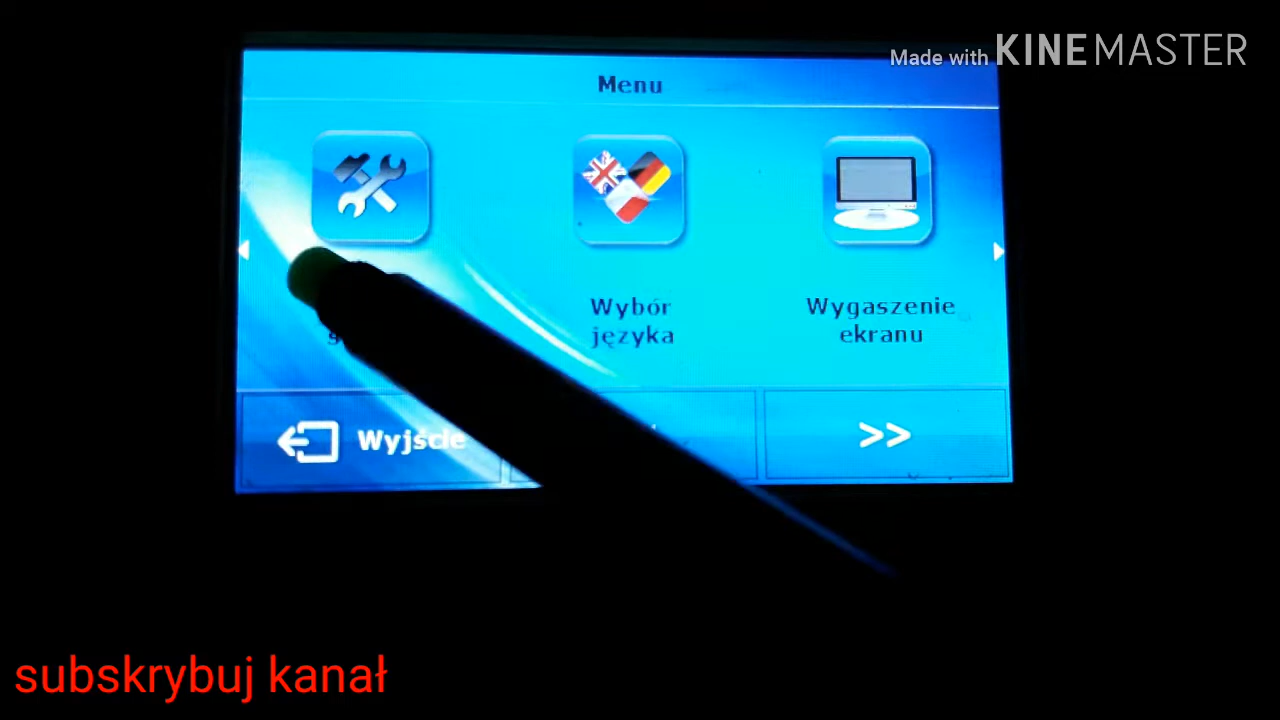 Made with KINEMASTER
Menu
Wybór
języka
Wygaszenie
ekranu
Wyjście
>>
subskrybuj kanał